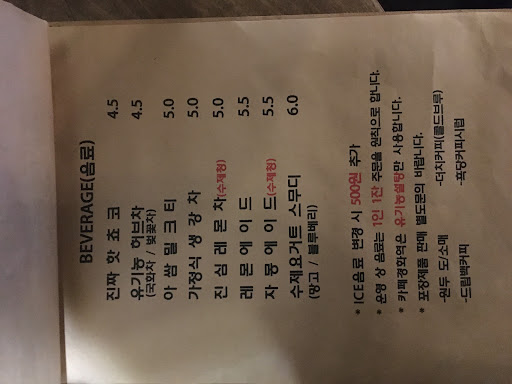 BEVERAGE(음료)
진짜 핫 초코 4.5
유기농 허브차 4.5
(국화차 / 벚꽃차)
아쌈 밀크티 5.0
가정식 생강차 5.0
진심 레몬차(수제청) 5.0
레몬에이드 5.5
자몽에이드(수제청) 5.5
수제요거트 스무디 6.0
(망고 / 블루베리)
• ICE음료 변경 시 500원 추가
• 운영 상 음료는 1인 1잔 주문을 원칙으로 합니다.
• 카페경화역은 유기농설탕만 사용합니다.
• 포장제품 판매 별도문의 바랍니다.
-원두 도/소매 -더치커피(콜드브루)
-드립백커피 -흑당커피시럽